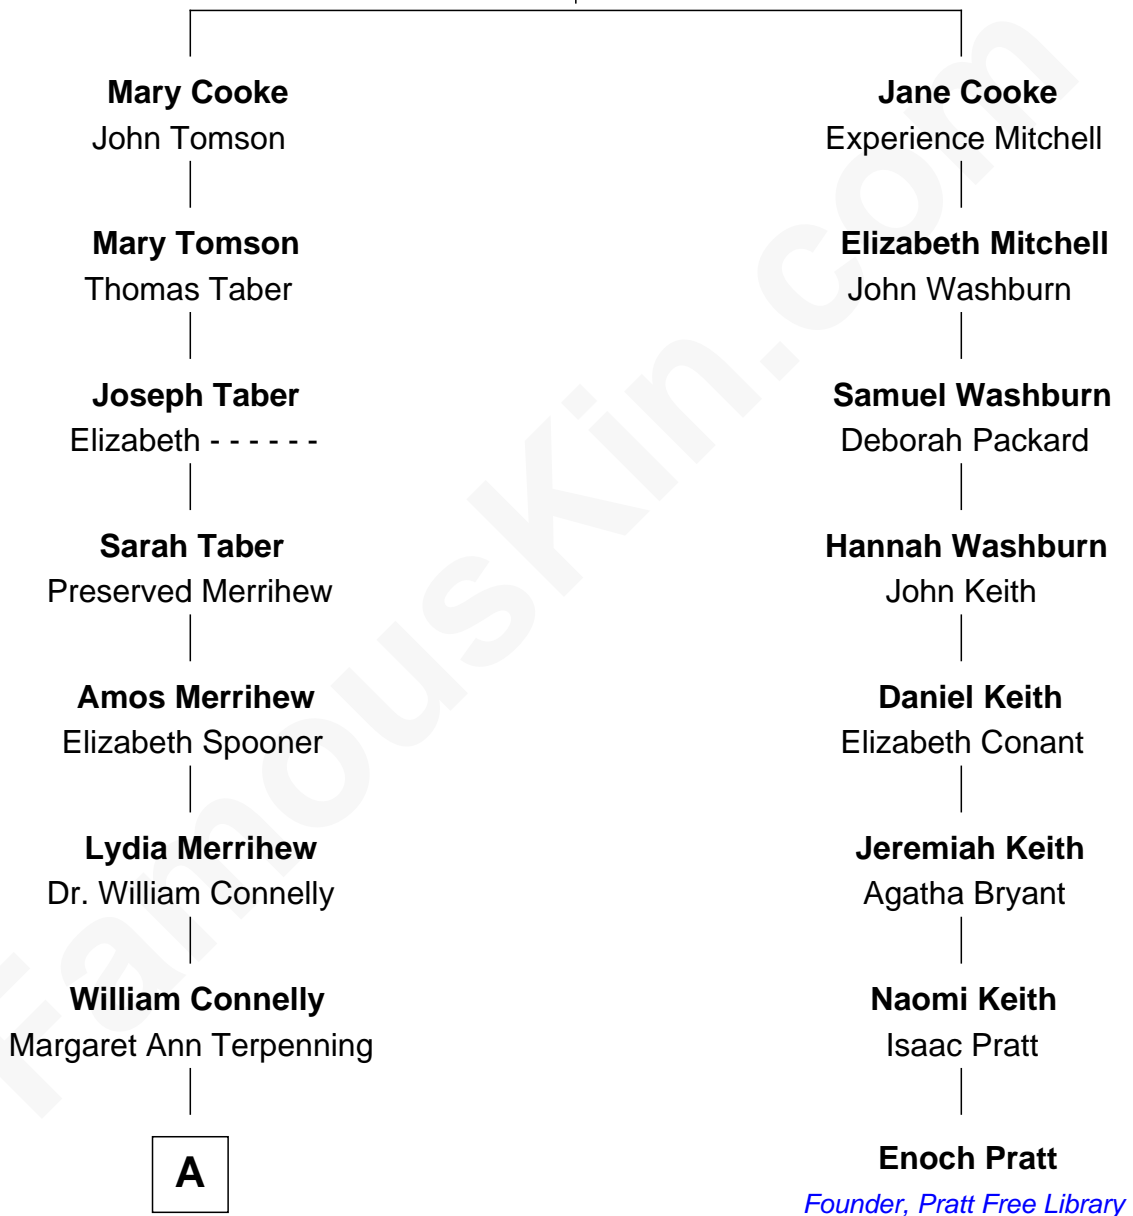 Mary Cooke
John Tomson
Mary Tomson
Thomas Taber
Joseph Taber
Elizabeth - - - - - -
Sarah Taber
Preserved Merrihew
Amos Merrihew
Elizabeth Spooner
Lydia Merrihew
Dr. William Connelly
William Connelly
Margaret Ann Terpenning
A
Jane Cooke
Experience Mitchell
Elizabeth Mitchell
John Washburn
Samuel Washburn
Deborah Packard
Hannah Washburn
John Keith
Daniel Keith
Elizabeth Conant
Jeremiah Keith
Agatha Bryant
Naomi Keith
Isaac Pratt
Enoch Pratt
Founder, Pratt Free Library
FamousKin.com